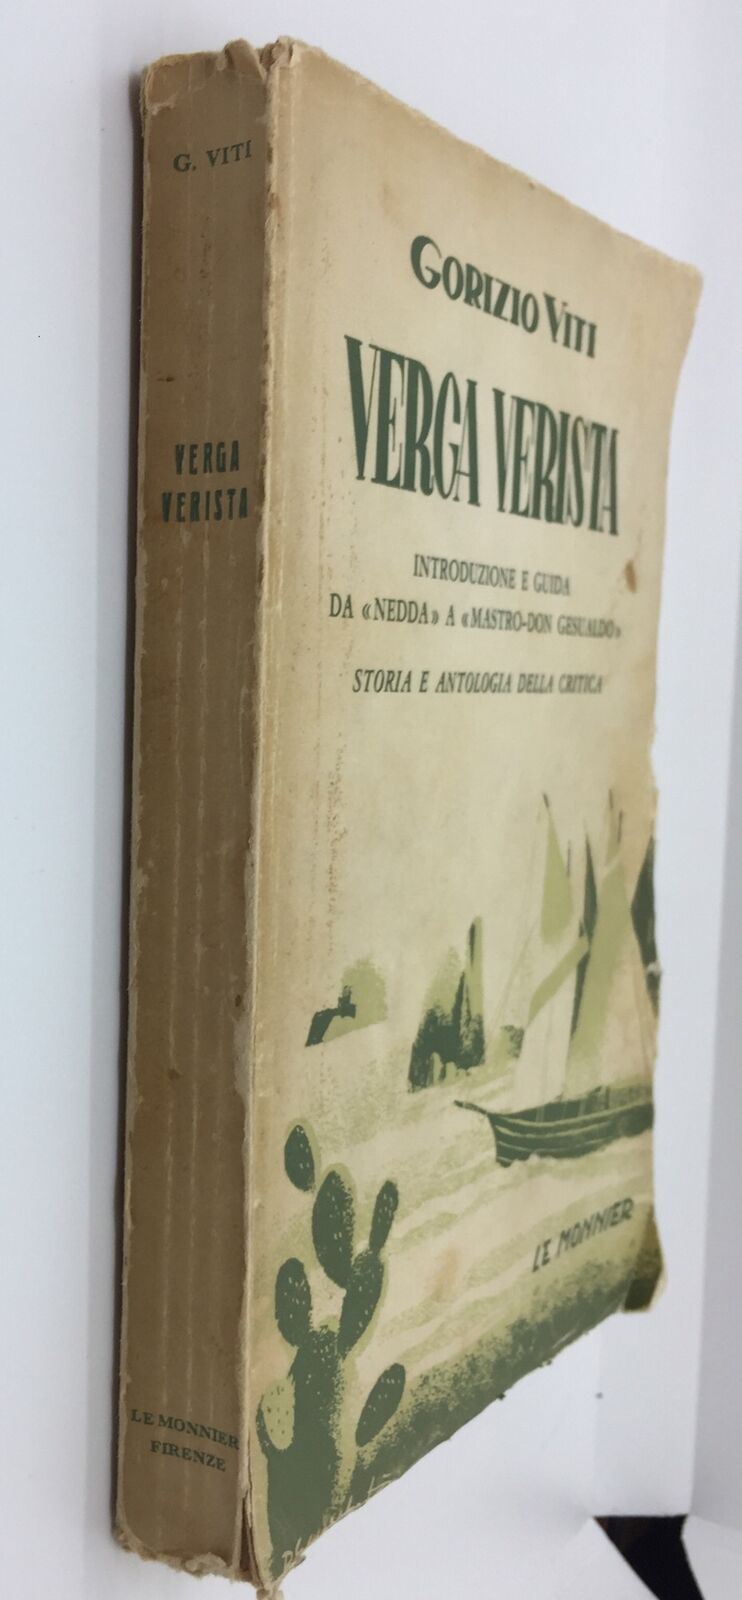 G. VITI
VERGA
VERISTA
LE MONNIER
FIRENZE
GORIZIO VITI
VERGA VERISTA
INTRODUZIONE E GUIDA
DA «NEDDA» A «MASTRO-DON GESUALDO»
STORIA E ANTOLOGIA DELLA CRITICA
LE MONNIER